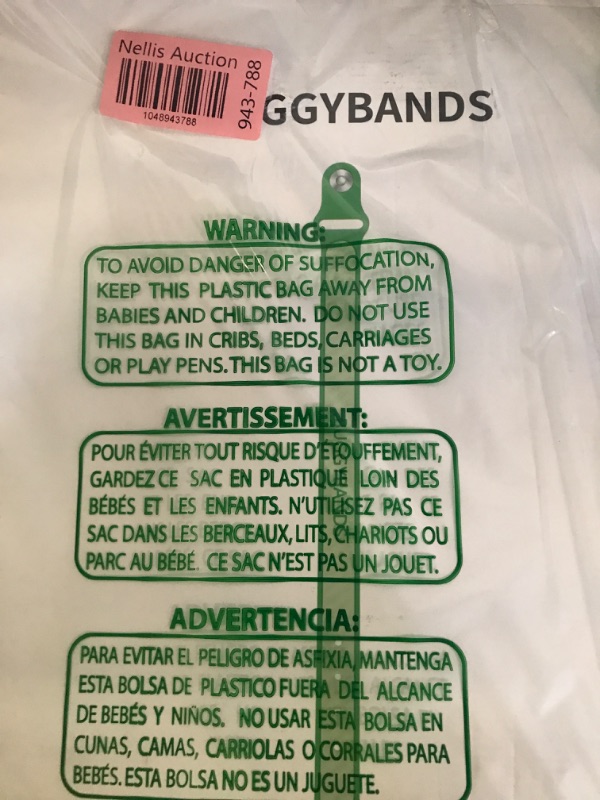 Nellis Auction
1048943788
943-788
GGYBANDS
WARNING:
TO AVOID DANGER OF SUFFOCATION,
KEEP THIS PLASTIC BAG AWAY FROM
BABIES AND CHILDREN. DO NOT USE
THIS BAG IN CRIBS, BEDS, CARRIAGES
OR PLAY PENS. THIS BAG IS NOT A TOY.
AVERTISSEMENT:
POUR ÉVITER TOUT RISQUE D'ÉTOUFFEMENT,
GARDEZ CE SAC EN PLASTIQUE LOIN DES
BÉBÉS ET LES ENFANTS. N'UTILISEZ PAS CE
SAC DANS LES BERCEAUX, LITS, CHARIOTS OU
PARC AU BÉBÉ. CE SAC N'EST PAS UN JOUET.
ADVERTENCIA:
PARA EVITAR EL PELIGRO DE ASFIXIA, MANTENGA
ESTA BOLSA DE PLASTICO FUERA DEL ALCANCE
DE BEBÉS Y NIÑOS. NO USAR ESTA BOLSA EN
CUNAS, CAMAS, CARRIOLAS O CORRALES PARA
BEBÉS. ESTA BOLSA NO ES UN JUGUETE.